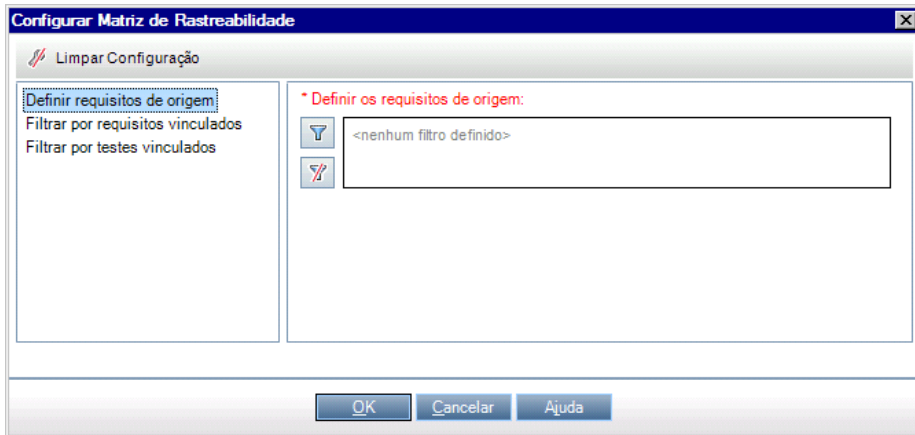 Configurar Matriz de Rastreabilidade
Limpar Configuração
Definir requisitos de origem
Filtrar por requisitos vinculados
Filtrar por testes vinculados
* Definir os requisitos de origem:
<nenhum filtro definido>
OK
Cancelar
Ajuda